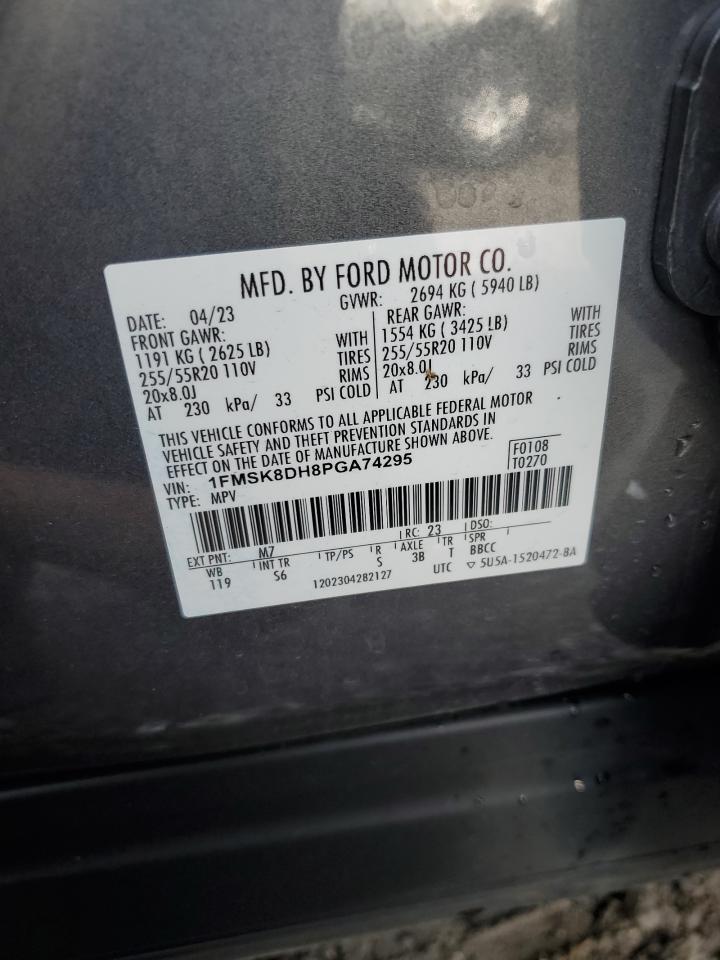 MFD. BY FORD MOTOR CO.
DATE: 04/23
GVWR: 2694 KG ( 5940 LB)
FRONT GAWR:
1191 KG ( 2625 LB) WITH
255/55R20 110V TIRES
20x8.0J RIMS
AT 230 kPa/ 33 PSI COLD
REAR GAWR:
1554 KG ( 3425 LB) WITH
255/55R20 110V TIRES
20x8.0J RIMS
AT 230 kPa/ 33 PSI COLD
THIS VEHICLE CONFORMS TO ALL APPLICABLE FEDERAL MOTOR
VEHICLE SAFETY AND THEFT PREVENTION STANDARDS IN
EFFECT ON THE DATE OF MANUFACTURE SHOWN ABOVE.
VIN: 1FMSK8DH8PGA74295
TYPE: MPV
F0108
T0270
EXT PNT: M7 RC: 23 DSO:
WB INT TR TP/PS R AXLE TR SPR
119 S6 S 3B T BBCC
1202304282127 UTC ▽ 5U5A-1520472-BA